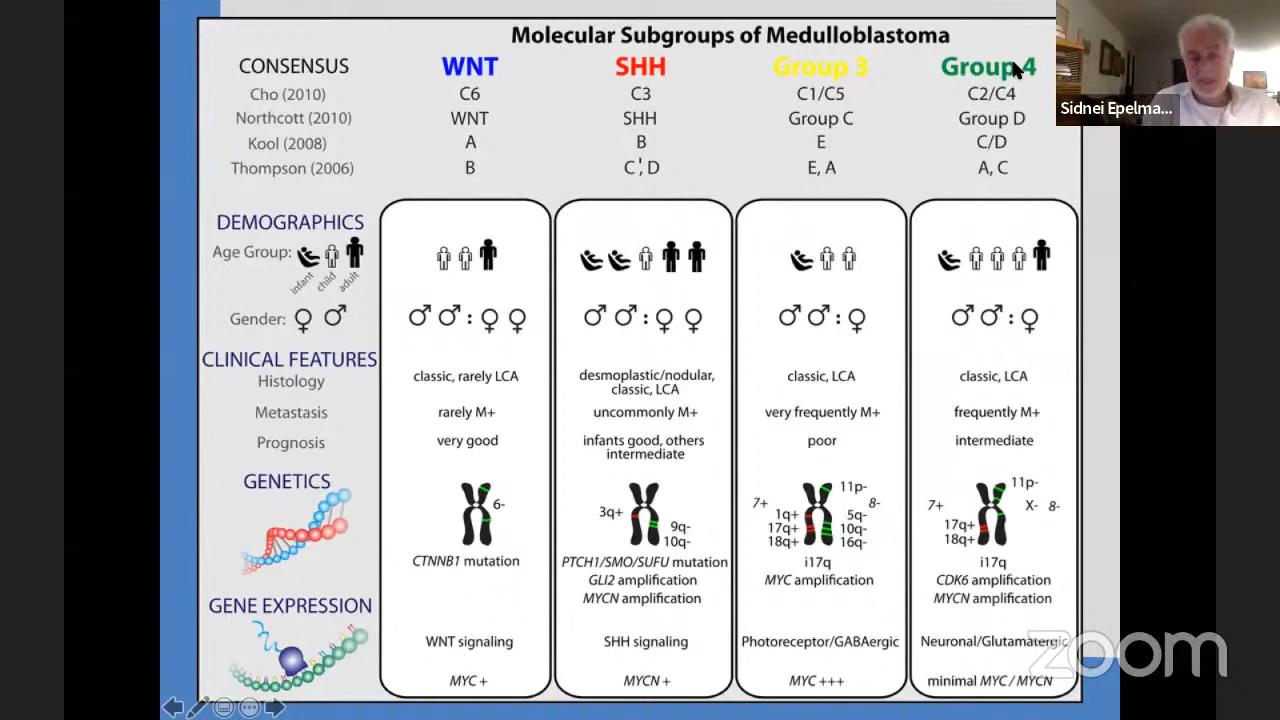 Molecular Subgroups of Medulloblastoma
CONSENSUS WNT SHH Group 3 Group 4
Cho (2010) C6 C3 C1/C5 C2/C4
Northcott (2010) WNT SHH Group C Group D
Kool (2008) A B E C/D
Thompson (2006) B C', D E, A A, C
Sidnei Epelma...
DEMOGRAPHICS
Age Group:
infant child adult
Gender: ♀ ♂ ♂ ♂ : ♀ ♀ ♂ ♂ : ♀ ♀ ♂ ♂ : ♀ ♂ ♂ : ♀
CLINICAL FEATURES
Histology classic, rarely LCA desmoplastic/nodular, classic, LCA classic, LCA classic, LCA
Metastasis rarely M+ uncommonly M+ very frequently M+ frequently M+
Prognosis very good infants good, others intermediate poor intermediate
GENETICS
6-
3q+
9q-
10q-
7+ 11p- 8-
1q+ 5q-
17q+ 10q-
18q+ 16q-
11p-
7+ X- 8-
17q+
18q+
CTNNB1 mutation PTCH1/SMO/SUFU mutation i17q i17q
GLI2 amplification MYC amplification CDK6 amplification
MYCN amplification MYCN amplification
GENE EXPRESSION
WNT signaling SHH signaling Photoreceptor/GABAergic Neuronal/Glutamatergic
MYC + MYCN + MYC +++ minimal MYC / MYCN
zoom